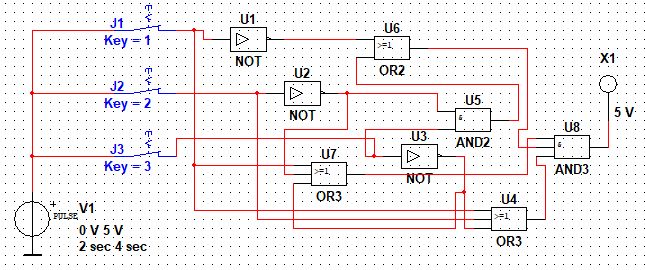 J1
Key = 1
U1
NOT
U6
>=1
OR2
X1
5 V
J2
Key = 2
U2
NOT
U5
&
AND2
U8
&
AND3
J3
Key = 3
U7
>=1
OR3
U3
NOT
U4
>=1
OR3
V1
PULSE
0 V 5 V
2 sec 4 sec